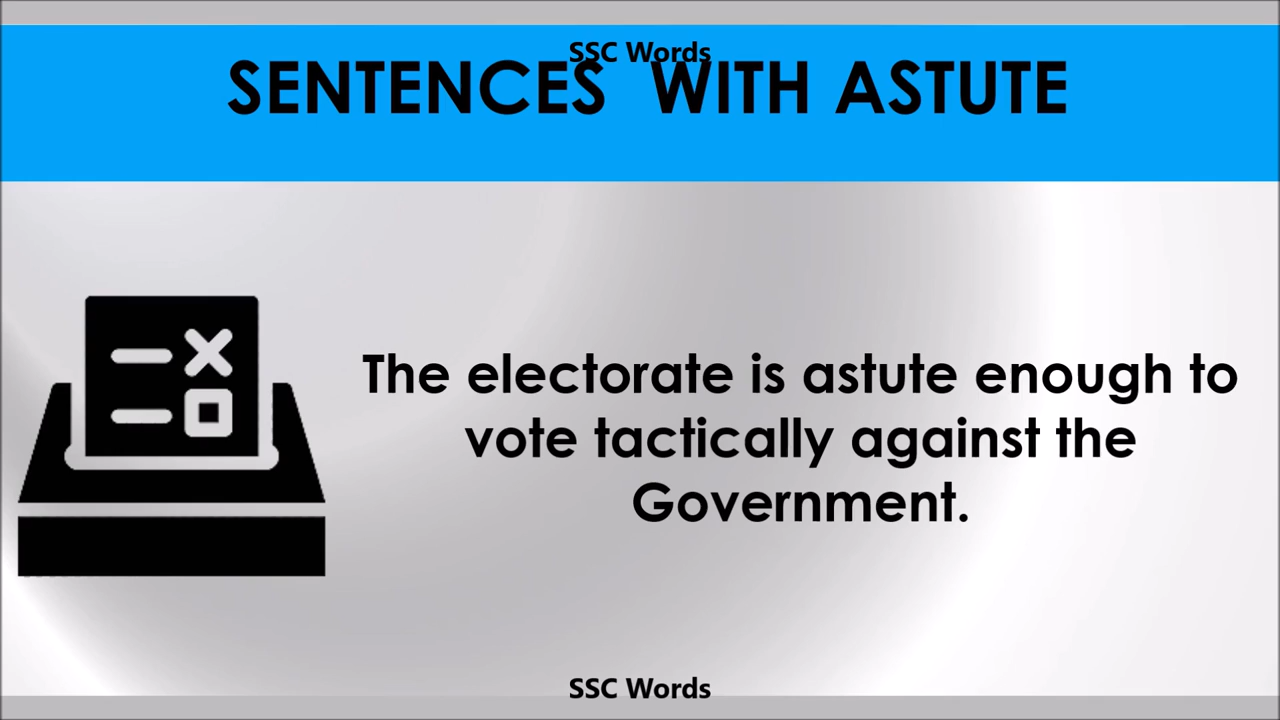 SSC Words
SENTENCES WITH ASTUTE
The electorate is astute enough to
vote tactically against the
Government.
SSC Words